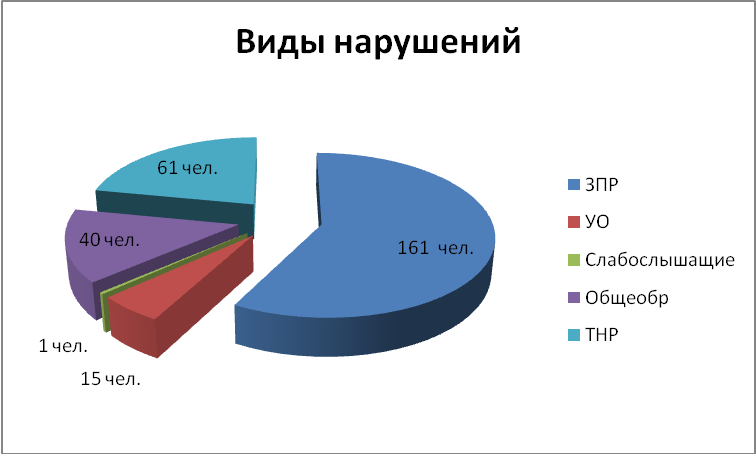 Виды нарушений
61 чел.
40 чел.
161 чел.
1 чел.
15 чел.
ЗПР
УО
Слабослышащие
Общеобр
ТНР